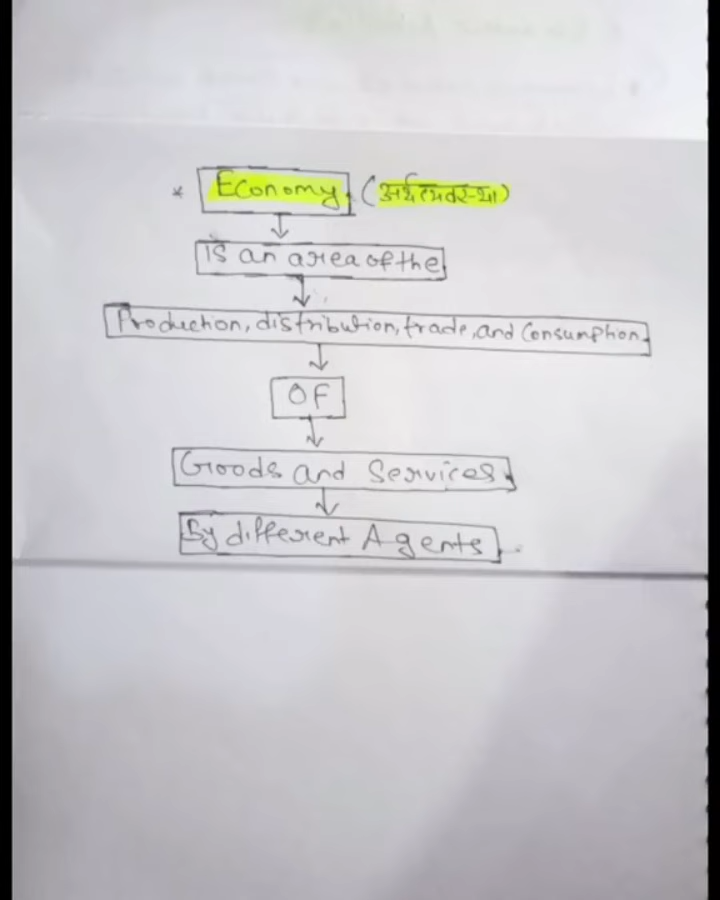 * Economy. (अर्थव्यवस्था)
is an area of the
Production, distribution, trade, and Consumption.
OF
Goods and Services.
By different Agents.